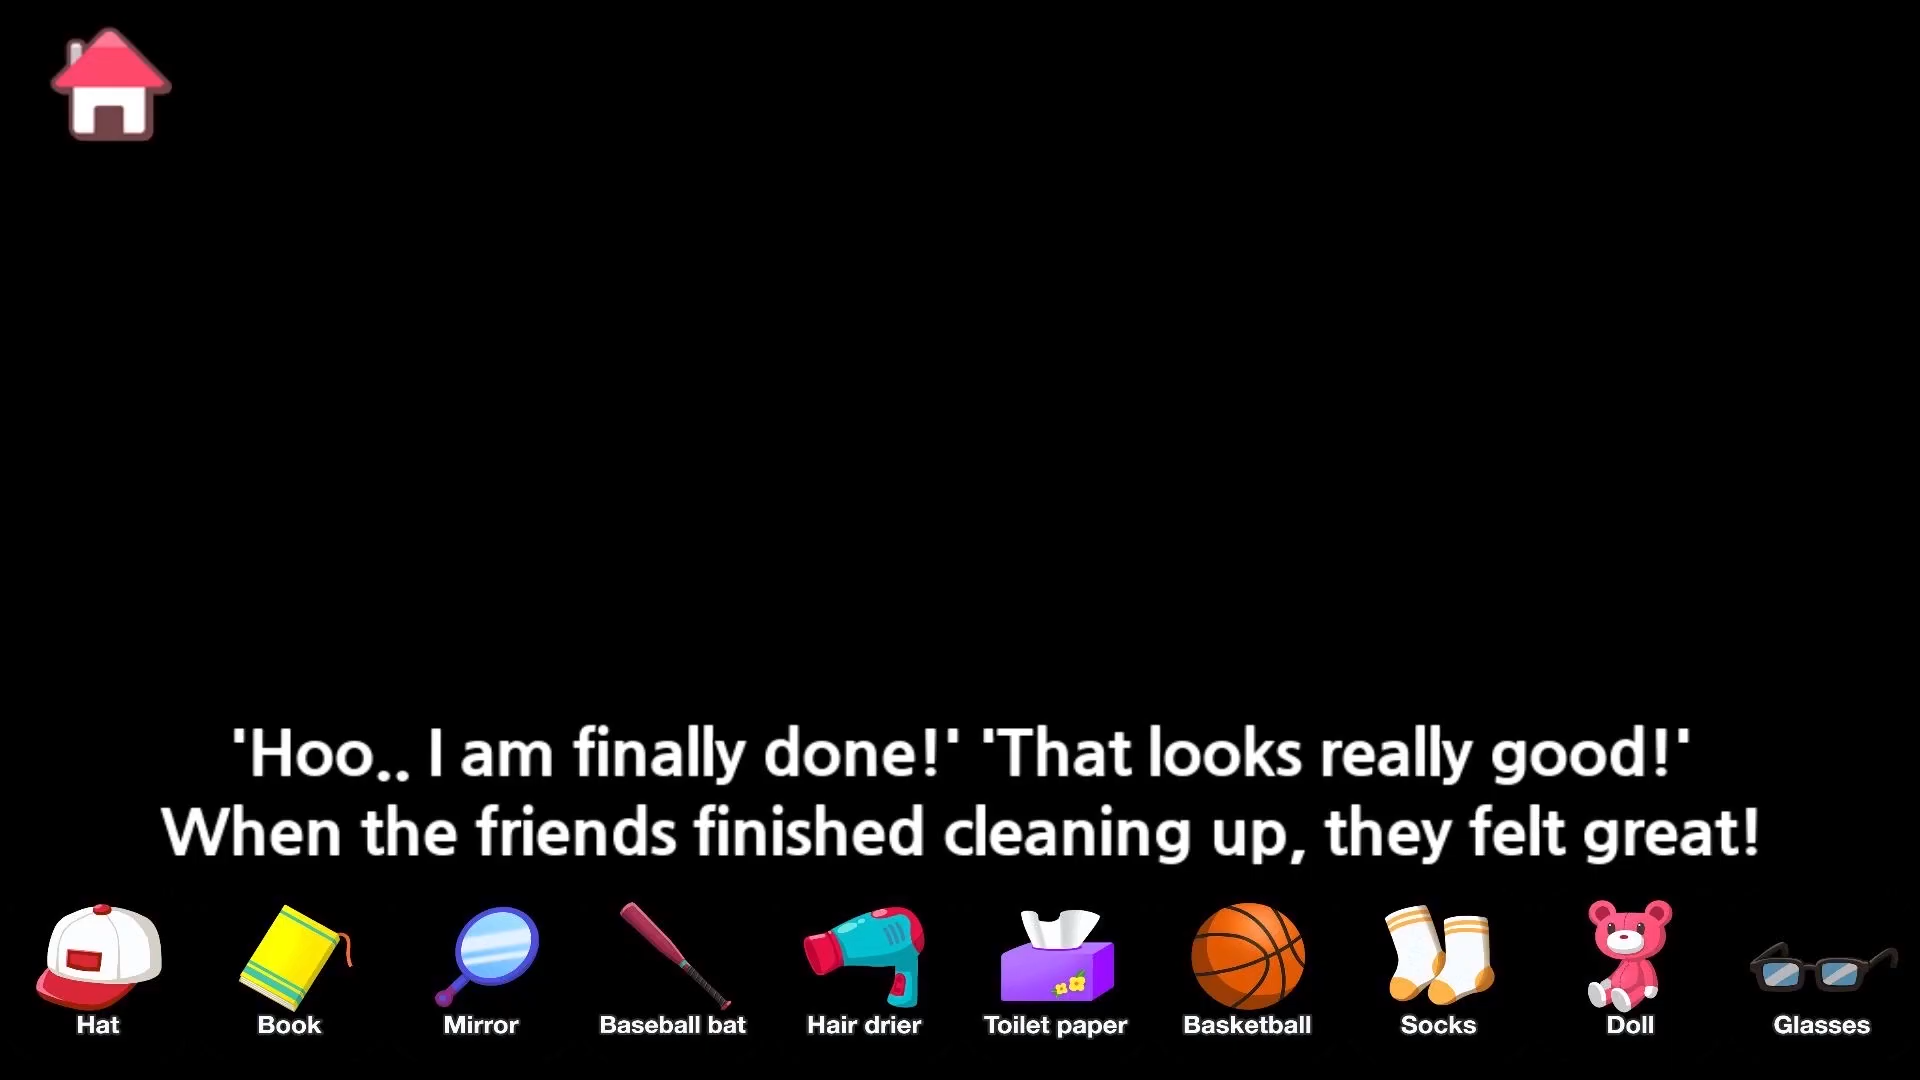 'Hoo.. I am finally done!' 'That looks really good!'
When the friends finished cleaning up, they felt great!
Hat
Book
Mirror
Baseball bat
Hair drier
Toilet paper
Basketball
Socks
Doll
Glasses